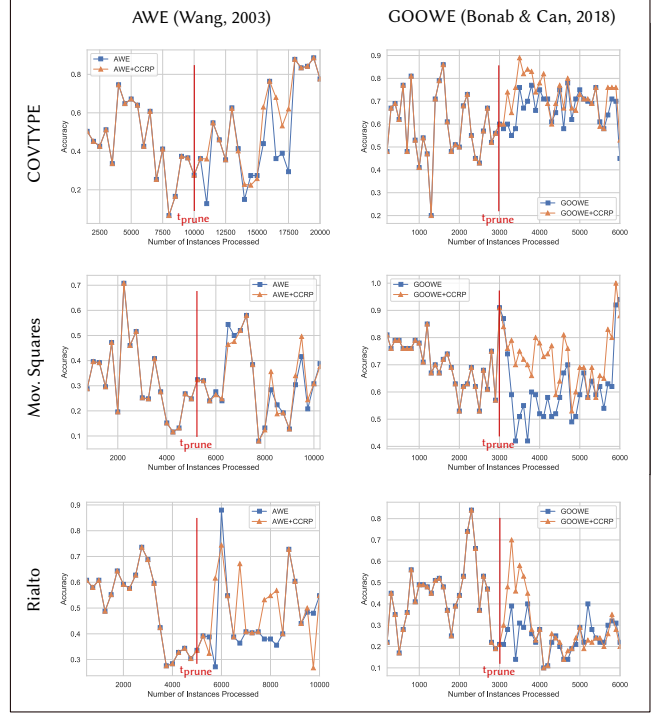 AWE (Wang, 2003)
GOOWE (Bonab & Can, 2018)
COVTYPE
Accuracy
0.8
0.6
0.4
0.2
AWE
AWE+CCRP
tprune
2500 5000 7500 10000 12500 15000 17500 20000
Number of Instances Processed
Accuracy
0.9
0.8
0.7
0.6
0.5
0.4
0.3
0.2
GOOWE
GOOWE+CCRP
tprune
1000 2000 3000 4000 5000 6000
Number of Instances Processed
Mov. Squares
Accuracy
0.7
0.6
0.5
0.4
0.3
0.2
0.1
AWE
AWE+CCRP
tprune
2000 4000 6000 8000 10000
Number of Instances Processed
Accuracy
1.0
0.9
0.8
0.7
0.6
0.5
0.4
GOOWE
GOOWE+CCRP
tprune
1000 2000 3000 4000 5000 6000
Number of Instances Processed
Rialto
Accuracy
0.8
0.7
0.6
0.5
0.4
0.3
AWE
AWE+CCRP
tprune
2000 4000 6000 8000 10000
Number of Instances Processed
Accuracy
0.8
0.7
0.6
0.5
0.4
0.3
0.2
0.1
GOOWE
GOOWE+CCRP
tprune
1000 2000 3000 4000 5000 6000
Number of Instances Processed